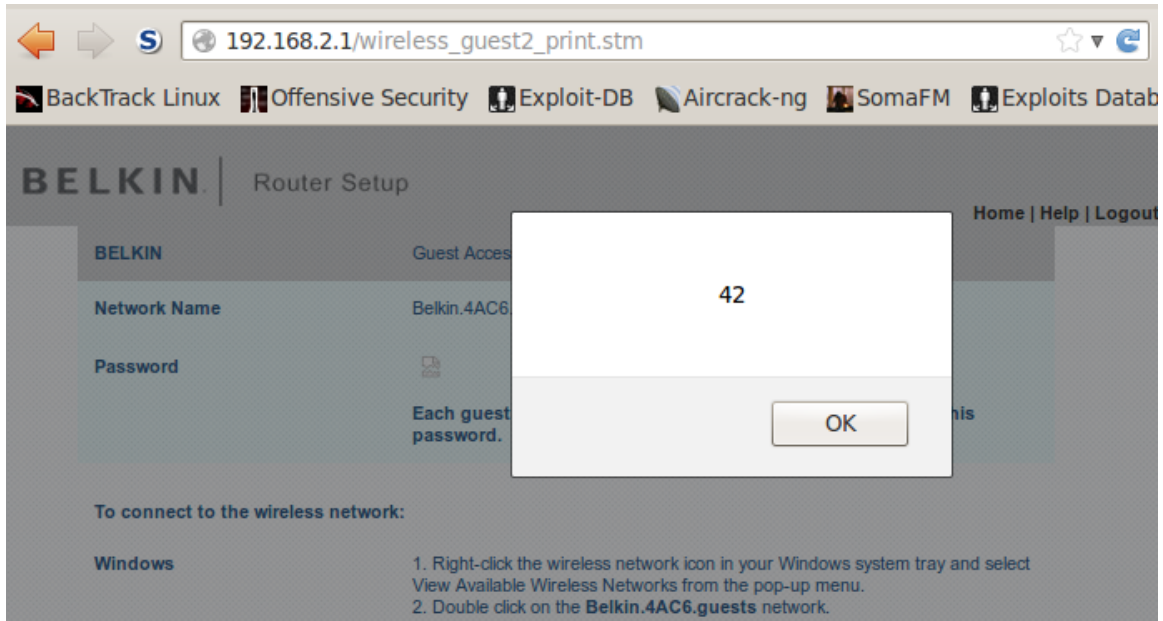 192.168.2.1/wireless_guest2_print.stm
BackTrack Linux Offensive Security Exploit-DB Aircrack-ng SomaFM Exploits Datab
BELKIN. Router Setup
Home | Help | Logout
BELKIN Guest Acces
42
Network Name Belkin.4AC6.
Password
Each guest his
password.
OK
To connect to the wireless network:
Windows 1. Right-click the wireless network icon in your Windows system tray and select
View Available Wireless Networks from the pop-up menu.
2. Double click on the Belkin.4AC6.guests network.